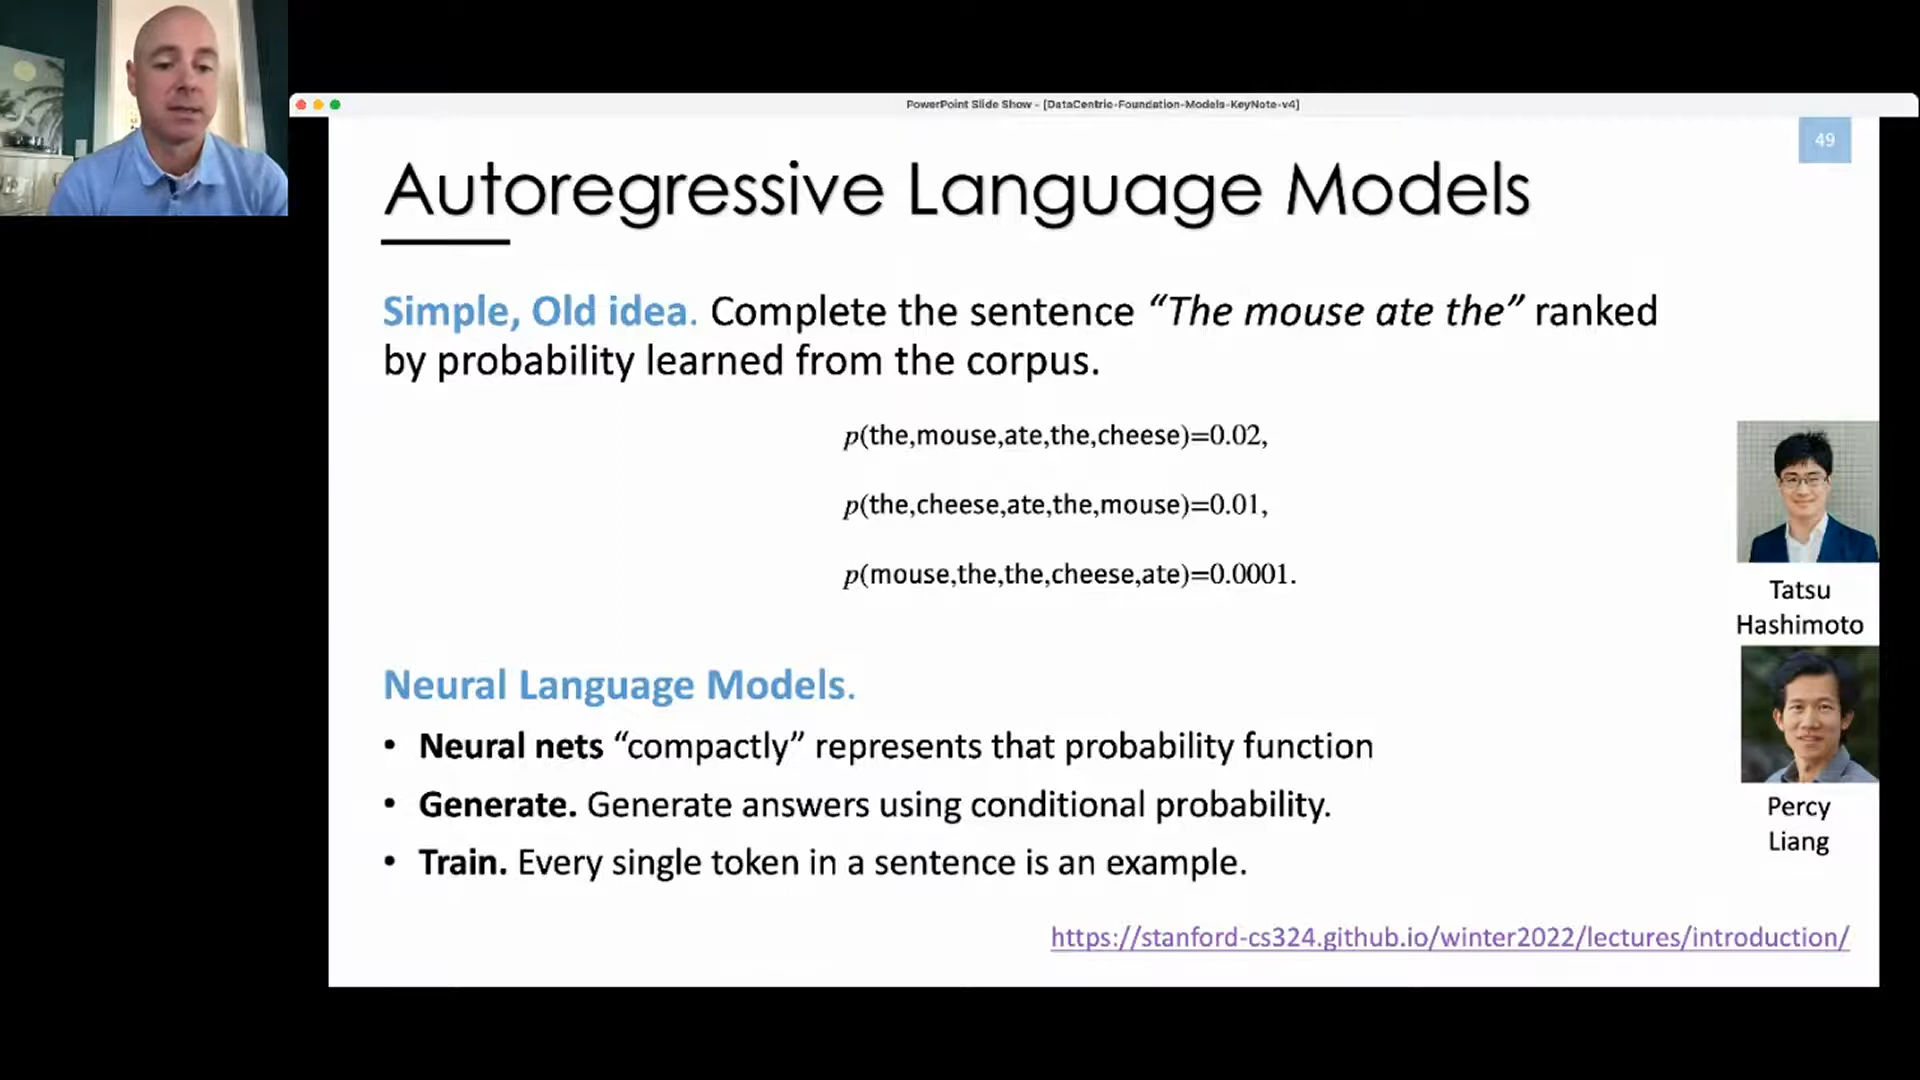 PowerPoint Slide Show - [DataCentric-Foundation-Models-KeyNote-v4]
49
Autoregressive Language Models
Simple, Old idea. Complete the sentence “The mouse ate the” ranked
by probability learned from the corpus.
p(the,mouse,ate,the,cheese)=0.02,
p(the,cheese,ate,the,mouse)=0.01,
p(mouse,the,the,cheese,ate)=0.0001.
Tatsu
Hashimoto
Neural Language Models.
• Neural nets “compactly” represents that probability function
• Generate. Generate answers using conditional probability.
• Train. Every single token in a sentence is an example.
Percy
Liang
https://stanford-cs324.github.io/winter2022/lectures/introduction/